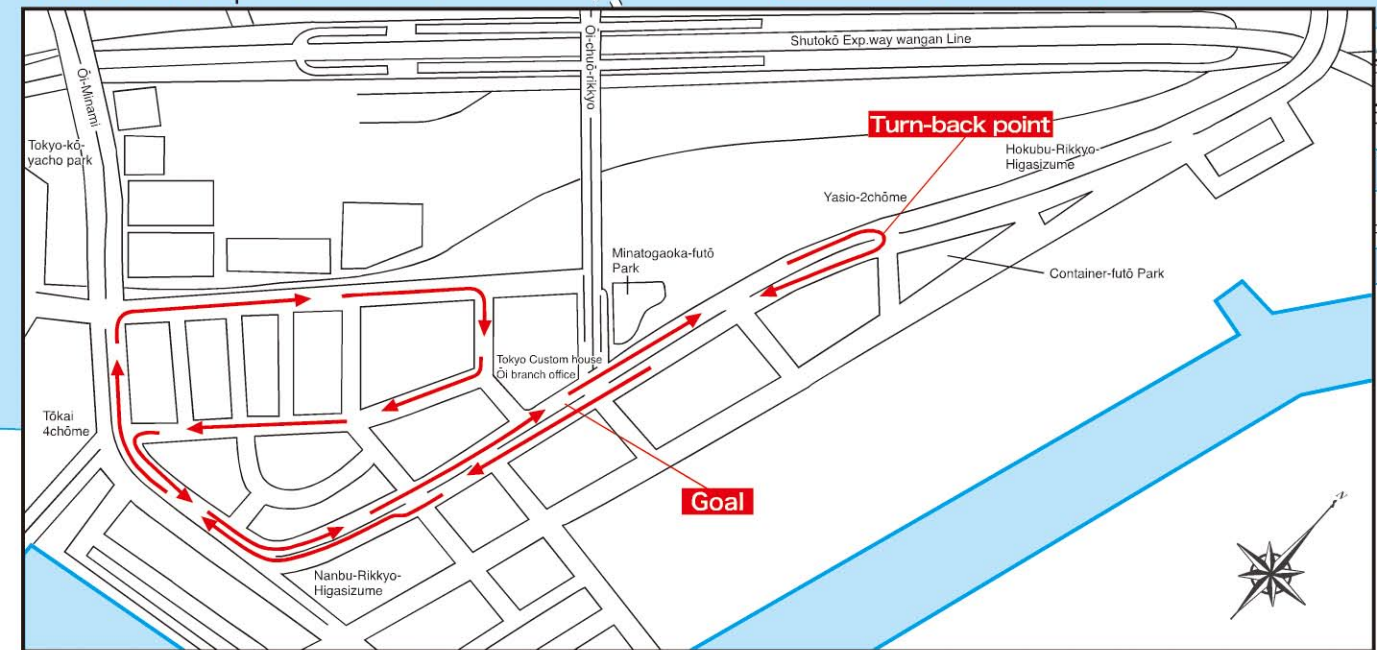 Shutokō Exp.way wangan Line
Ōi-Minami
Ōi-chuō-rikkyo
Turn-back point
Tokyo-kō-
yacho park
Hokubu-Rikkyo-
Higasizume
Yasio-2chōme
Minatogaoka-futō
Park
Container-futō Park
Tokyo Custom house
Ōi branch office
Tōkai
4chōme
Goal
Nanbu-Rikkyo-
Higasizume
N